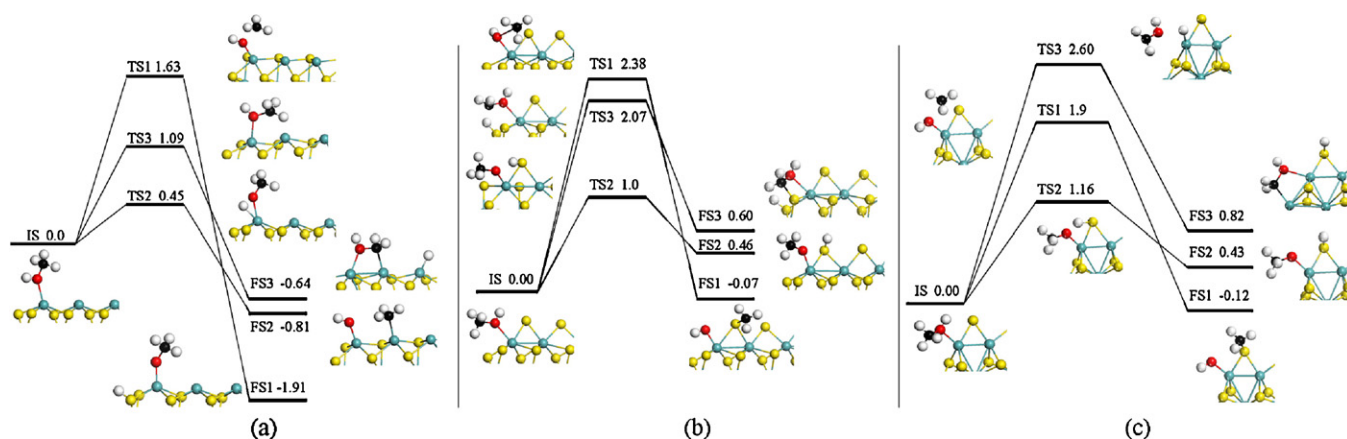 TS1 1.63
TS3 1.09
TS2 0.45
IS 0.0
FS3 -0.64
FS2 -0.81
FS1 -1.91
(a)
TS1 2.38
TS3 2.07
TS2 1.0
FS3 0.60
FS2 0.46
IS 0.00
FS1 -0.07
(b)
TS3 2.60
TS1 1.9
TS2 1.16
FS3 0.82
FS2 0.43
IS 0.00
FS1 -0.12
(c)